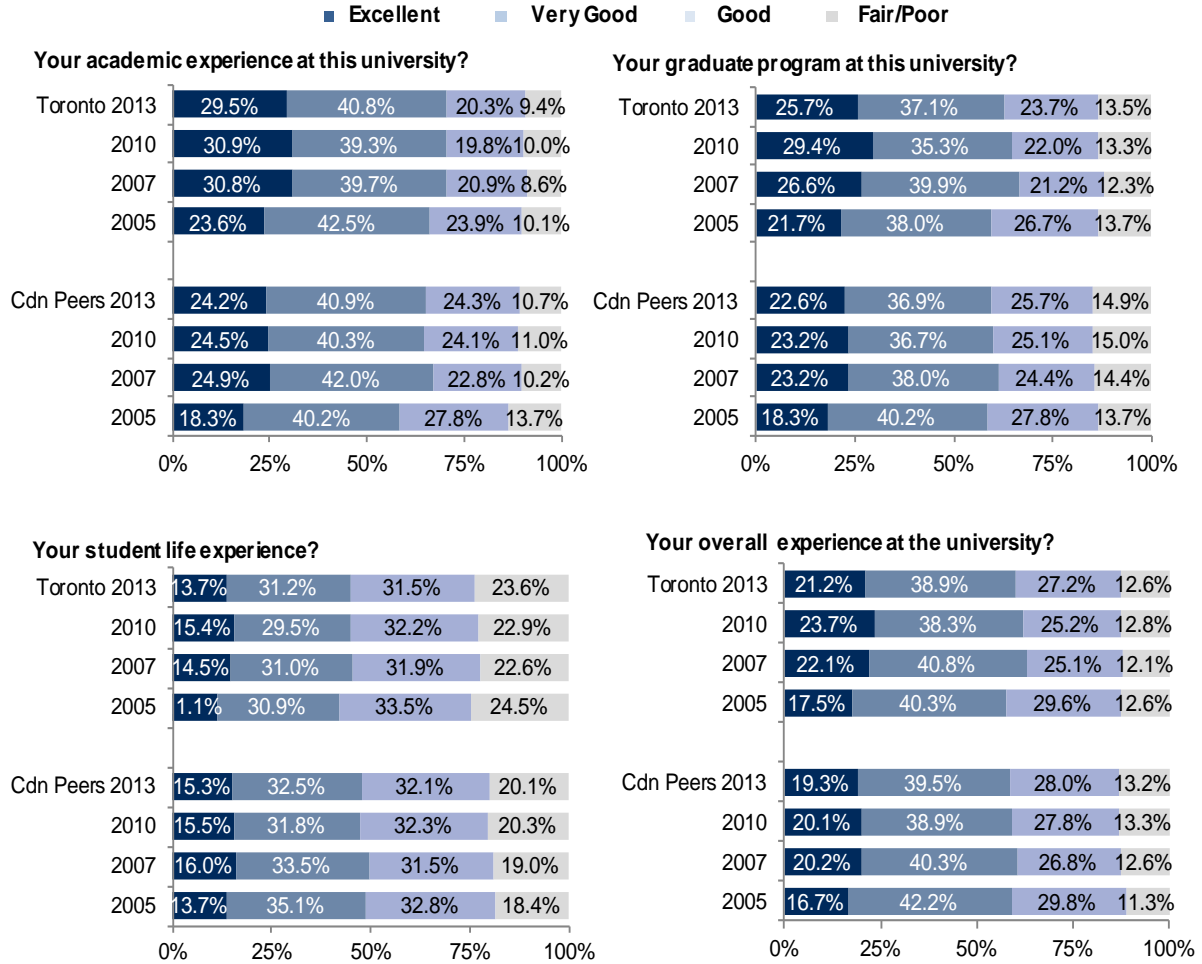 Excellent Very Good Good Fair/Poor
Your academic experience at this university?
Toronto 2013 29.5% 40.8% 20.3% 9.4%
2010 30.9% 39.3% 19.8% 10.0%
2007 30.8% 39.7% 20.9% 8.6%
2005 23.6% 42.5% 23.9% 10.1%
Cdn Peers 2013 24.2% 40.9% 24.3% 10.7%
2010 24.5% 40.3% 24.1% 11.0%
2007 24.9% 42.0% 22.8% 10.2%
2005 18.3% 40.2% 27.8% 13.7%
0% 25% 50% 75% 100%
Your graduate program at this university?
Toronto 2013 25.7% 37.1% 23.7% 13.5%
2010 29.4% 35.3% 22.0% 13.3%
2007 26.6% 39.9% 21.2% 12.3%
2005 21.7% 38.0% 26.7% 13.7%
Cdn Peers 2013 22.6% 36.9% 25.7% 14.9%
2010 23.2% 36.7% 25.1% 15.0%
2007 23.2% 38.0% 24.4% 14.4%
2005 18.3% 40.2% 27.8% 13.7%
0% 25% 50% 75% 100%
Your student life experience?
Toronto 2013 13.7% 31.2% 31.5% 23.6%
2010 15.4% 29.5% 32.2% 22.9%
2007 14.5% 31.0% 31.9% 22.6%
2005 1.1% 30.9% 33.5% 24.5%
Cdn Peers 2013 15.3% 32.5% 32.1% 20.1%
2010 15.5% 31.8% 32.3% 20.3%
2007 16.0% 33.5% 31.5% 19.0%
2005 13.7% 35.1% 32.8% 18.4%
0% 25% 50% 75% 100%
Your overall experience at the university?
Toronto 2013 21.2% 38.9% 27.2% 12.6%
2010 23.7% 38.3% 25.2% 12.8%
2007 22.1% 40.8% 25.1% 12.1%
2005 17.5% 40.3% 29.6% 12.6%
Cdn Peers 2013 19.3% 39.5% 28.0% 13.2%
2010 20.1% 38.9% 27.8% 13.3%
2007 20.2% 40.3% 26.8% 12.6%
2005 16.7% 42.2% 29.8% 11.3%
0% 25% 50% 75% 100%